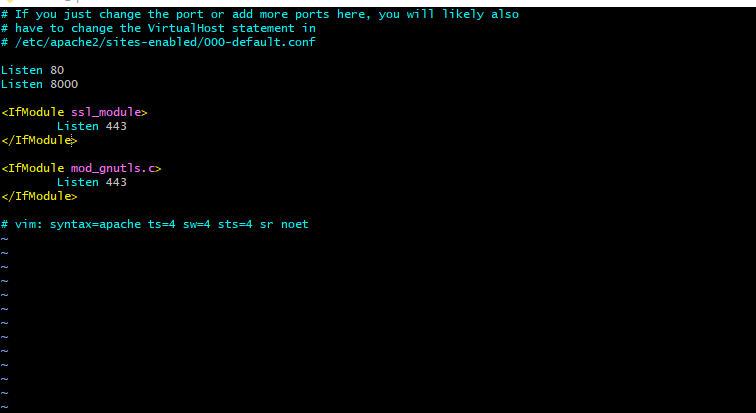 # If you just change the port or add more ports here, you will likely also
# have to change the VirtualHost statement in
# /etc/apache2/sites-enabled/000-default.conf
Listen 80
Listen 8000
<IfModule ssl_module>
Listen 443
</IfModule>
<IfModule mod_gnutls.c>
Listen 443
</IfModule>
# vim: syntax=apache ts=4 sw=4 sts=4 sr noet
~
~
~
~
~
~
~
~
~
~
~
~
~